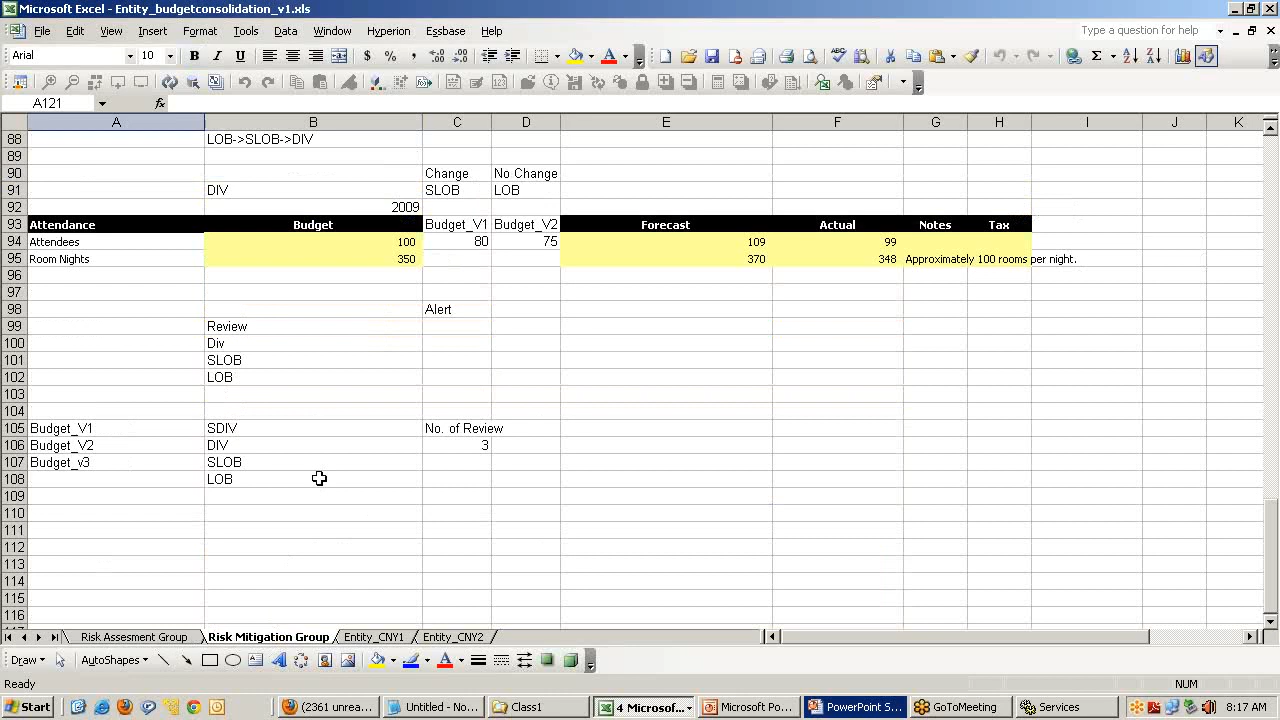 Microsoft Excel - Entity_budgetconsolidation_v1.xls
File Edit View Insert Format Tools Data Window Hyperion Essbase Help
Type a question for help
Arial 10 B I U $ % , 100%
A121 fx
A B C D E F G H I J K
88 LOB->SLOB->DIV
89
90 Change No Change
91 DIV SLOB LOB
92 2009
93 Attendance Budget Budget_V1 Budget_V2 Forecast Actual Notes Tax
94 Attendees 100 80 75 109 99
95 Room Nights 350 370 348 Approximately 100 rooms per night.
96
97
98 Alert
99 Review
100 Div
101 SLOB
102 LOB
103
104
105 Budget_V1 SDIV No. of Review
106 Budget_V2 DIV 3
107 Budget_v3 SLOB
108 LOB
109
110
111
112
113
114
115
116
Risk Assesment Group Risk Mitigation Group Entity_CNY1 Entity_CNY2
Draw AutoShapes
Ready NUM
Start (2361 unrea... Untitled - No... Class1 4 Microsof... Microsoft Po... PowerPoint S... GoToMeeting Services 8:17 AM